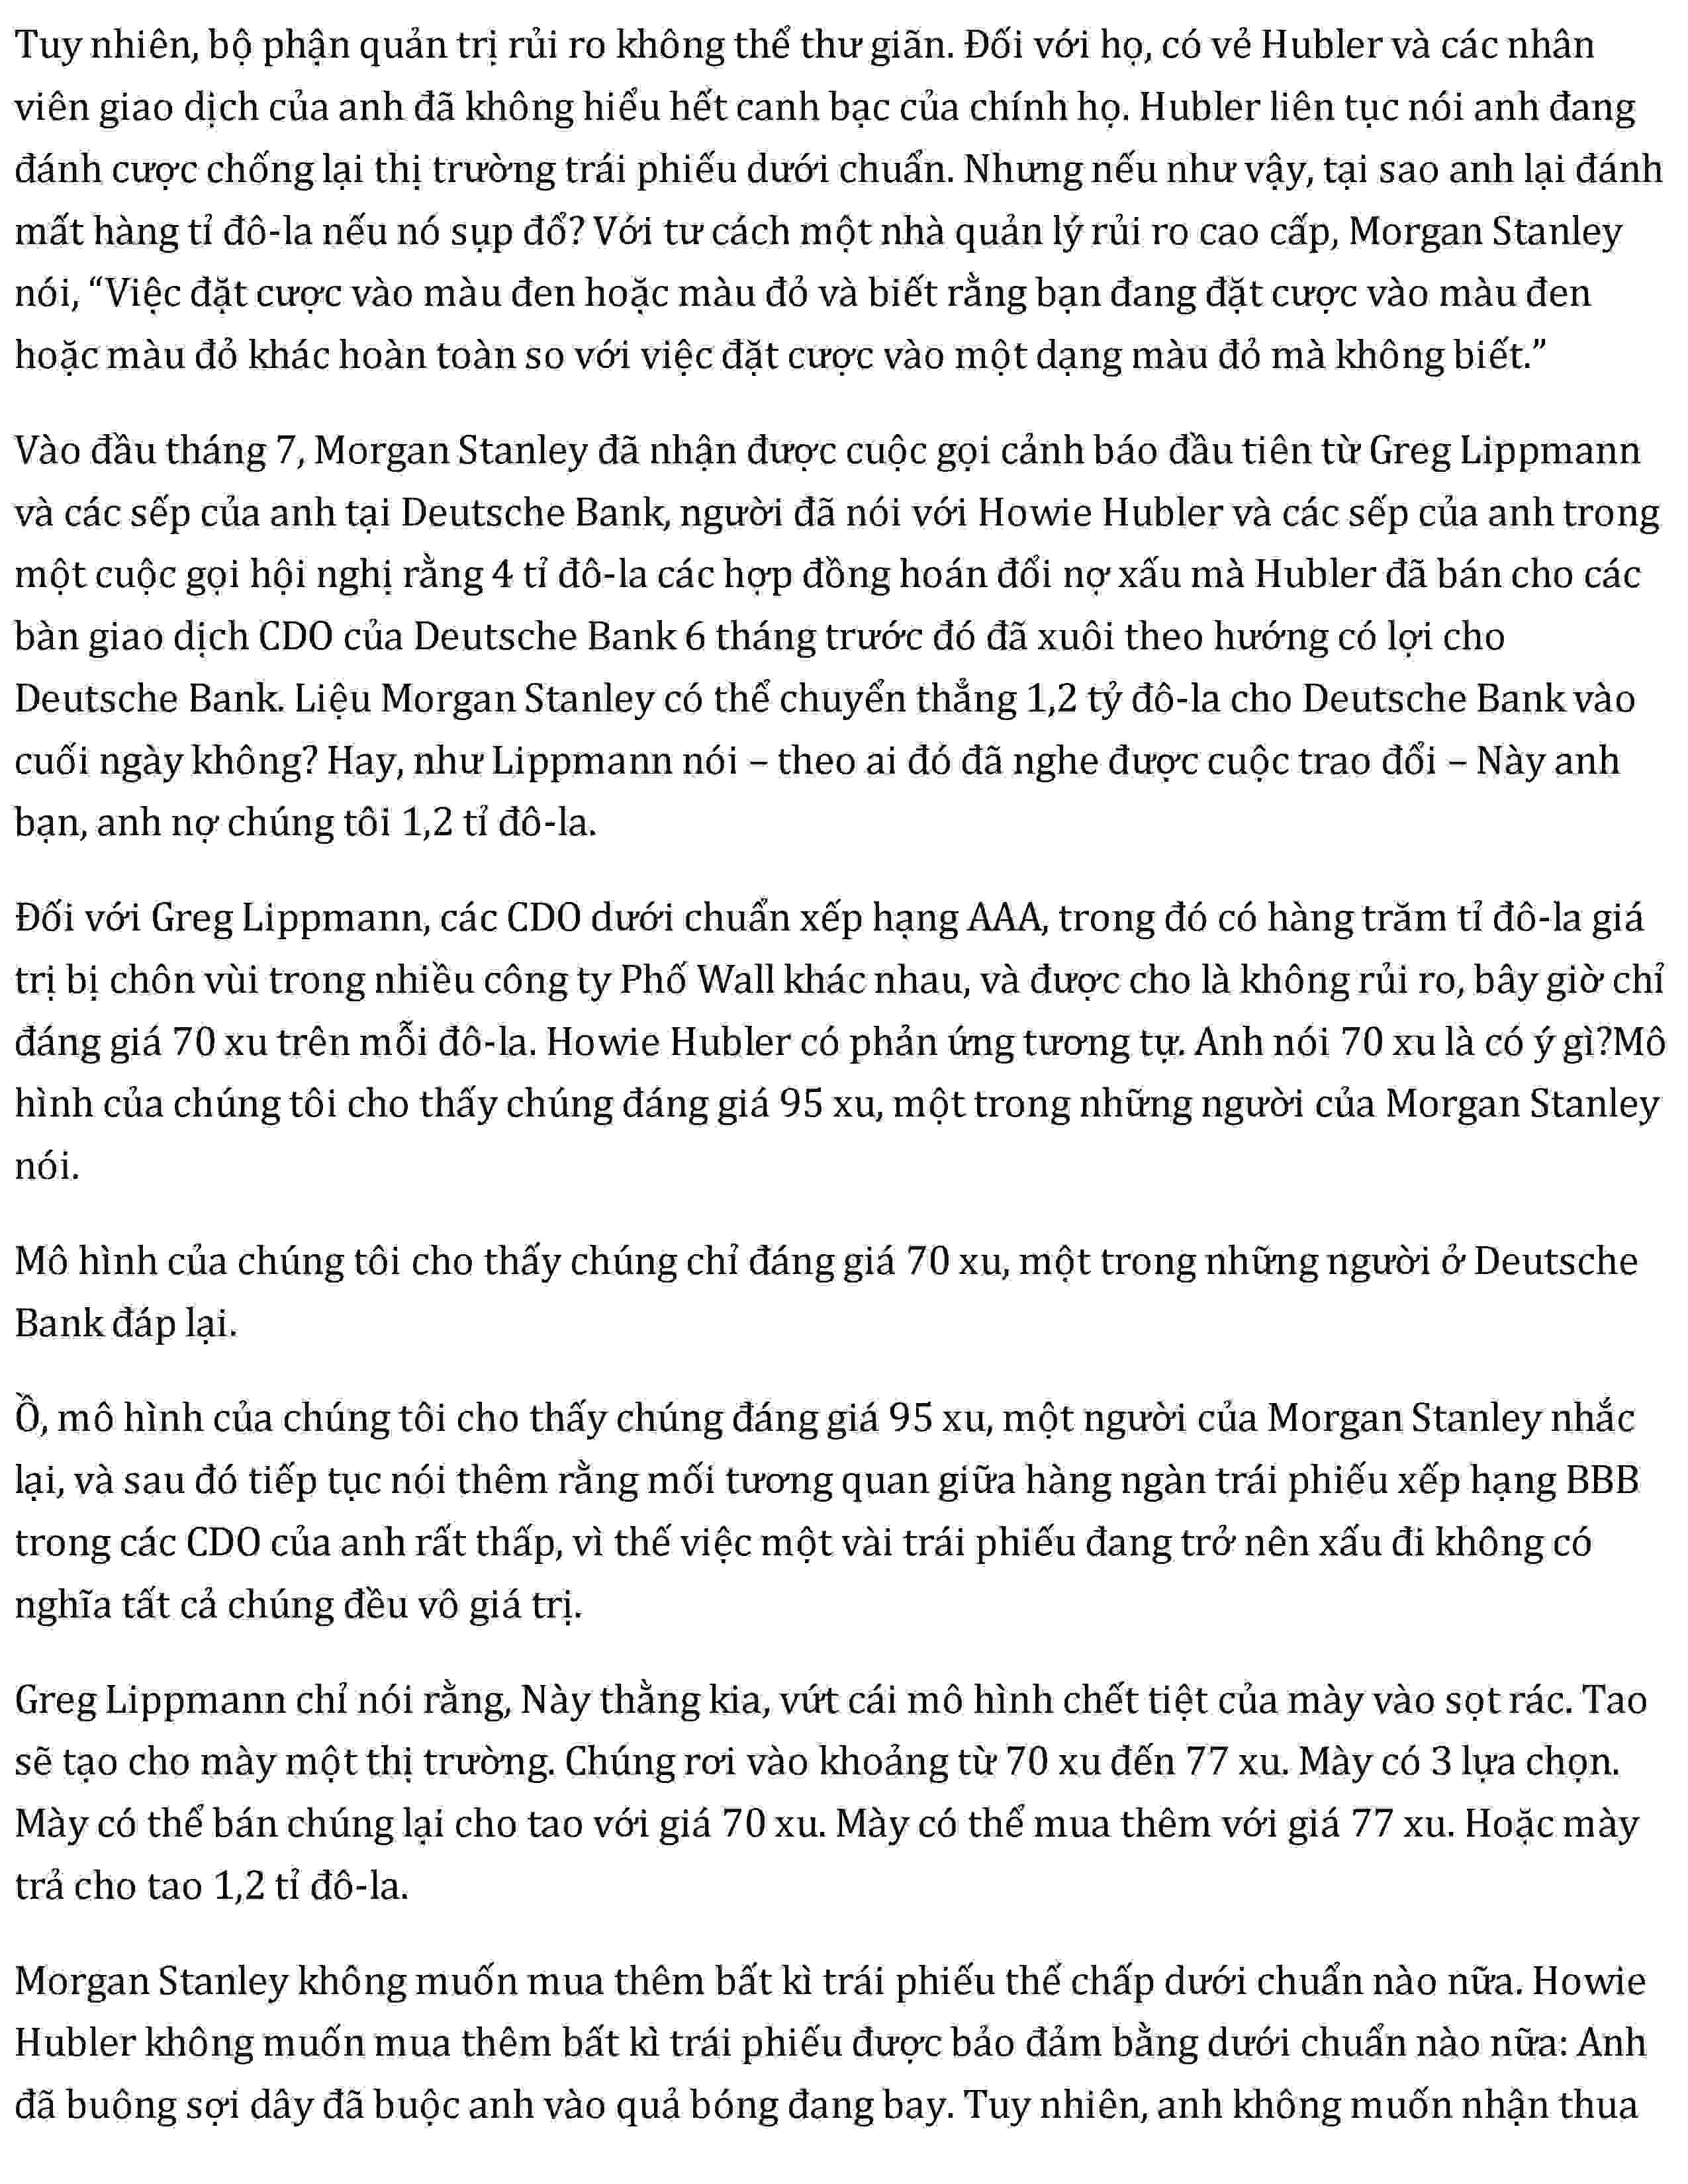 Tuy nhiên, bộ phận quản trị rủi ro không thể thư giãn. Đối với họ, có vẻ Hubler và các nhân
viên giao dịch của anh đã không hiểu hết canh bạc của chính họ. Hubler liên tục nói anh đang
đánh cược chống lại thị trường trái phiếu dưới chuẩn. Nhưng nếu như vậy, tại sao anh lại đánh
mất hàng tỉ đô-la nếu nó sụp đổ? Với tư cách một nhà quản lý rủi ro cao cấp, Morgan Stanley
nói, “Việc đặt cược vào màu đen hoặc màu đỏ và biết rằng bạn đang đặt cược vào màu đen
hoặc màu đỏ khác hoàn toàn so với việc đặt cược vào một dạng màu đỏ mà không biết.”
Vào đầu tháng 7, Morgan Stanley đã nhận được cuộc gọi cảnh báo đầu tiên từ Greg Lippmann
và các sếp của anh tại Deutsche Bank, người đã nói với Howie Hubler và các sếp của anh trong
một cuộc gọi hội nghị rằng 4 tỉ đô-la các hợp đồng hoán đổi nợ xấu mà Hubler đã bán cho các
bàn giao dịch CDO của Deutsche Bank 6 tháng trước đó đã xuôi theo hướng có lợi cho
Deutsche Bank. Liệu Morgan Stanley có thể chuyển thẳng 1,2 tỷ đô-la cho Deutsche Bank vào
cuối ngày không? Hay, như Lippmann nói – theo ai đó đã nghe được cuộc trao đổi – Này anh
bạn, anh nợ chúng tôi 1,2 tỉ đô-la.
Đối với Greg Lippmann, các CDO dưới chuẩn xếp hạng AAA, trong đó có hàng trăm tỉ đô-la giá
trị bị chôn vùi trong nhiều công ty Phố Wall khác nhau, và được cho là không rủi ro, bây giờ chỉ
đáng giá 70 xu trên mỗi đô-la. Howie Hubler có phản ứng tương tự. Anh nói 70 xu là có ý gì?Mô
hình của chúng tôi cho thấy chúng đáng giá 95 xu, một trong những người của Morgan Stanley
nói.
Mô hình của chúng tôi cho thấy chúng chỉ đáng giá 70 xu, một trong những người ở Deutsche
Bank đáp lại.
Ồ, mô hình của chúng tôi cho thấy chúng đáng giá 95 xu, một người của Morgan Stanley nhắc
lại, và sau đó tiếp tục nói thêm rằng mối tương quan giữa hàng ngàn trái phiếu xếp hạng BBB
trong các CDO của anh rất thấp, vì thế việc một vài trái phiếu đang trở nên xấu đi không có
nghĩa tất cả chúng đều vô giá trị.
Greg Lippmann chỉ nói rằng, Này thằng kia, vứt cái mô hình chết tiệt của mày vào sọt rác. Tao
sẽ tạo cho mày một thị trường. Chúng rơi vào khoảng từ 70 xu đến 77 xu. Mày có 3 lựa chọn.
Mày có thể bán chúng lại cho tao với giá 70 xu. Mày có thể mua thêm với giá 77 xu. Hoặc mày
trả cho tao 1,2 tỉ đô-la.
Morgan Stanley không muốn mua thêm bất kì trái phiếu thế chấp dưới chuẩn nào nữa. Howie
Hubler không muốn mua thêm bất kì trái phiếu được bảo đảm bằng dưới chuẩn nào nữa: Anh
đã buông sợi dây đã buộc anh vào quả bóng đang bay. Tuy nhiên, anh không muốn nhận thua